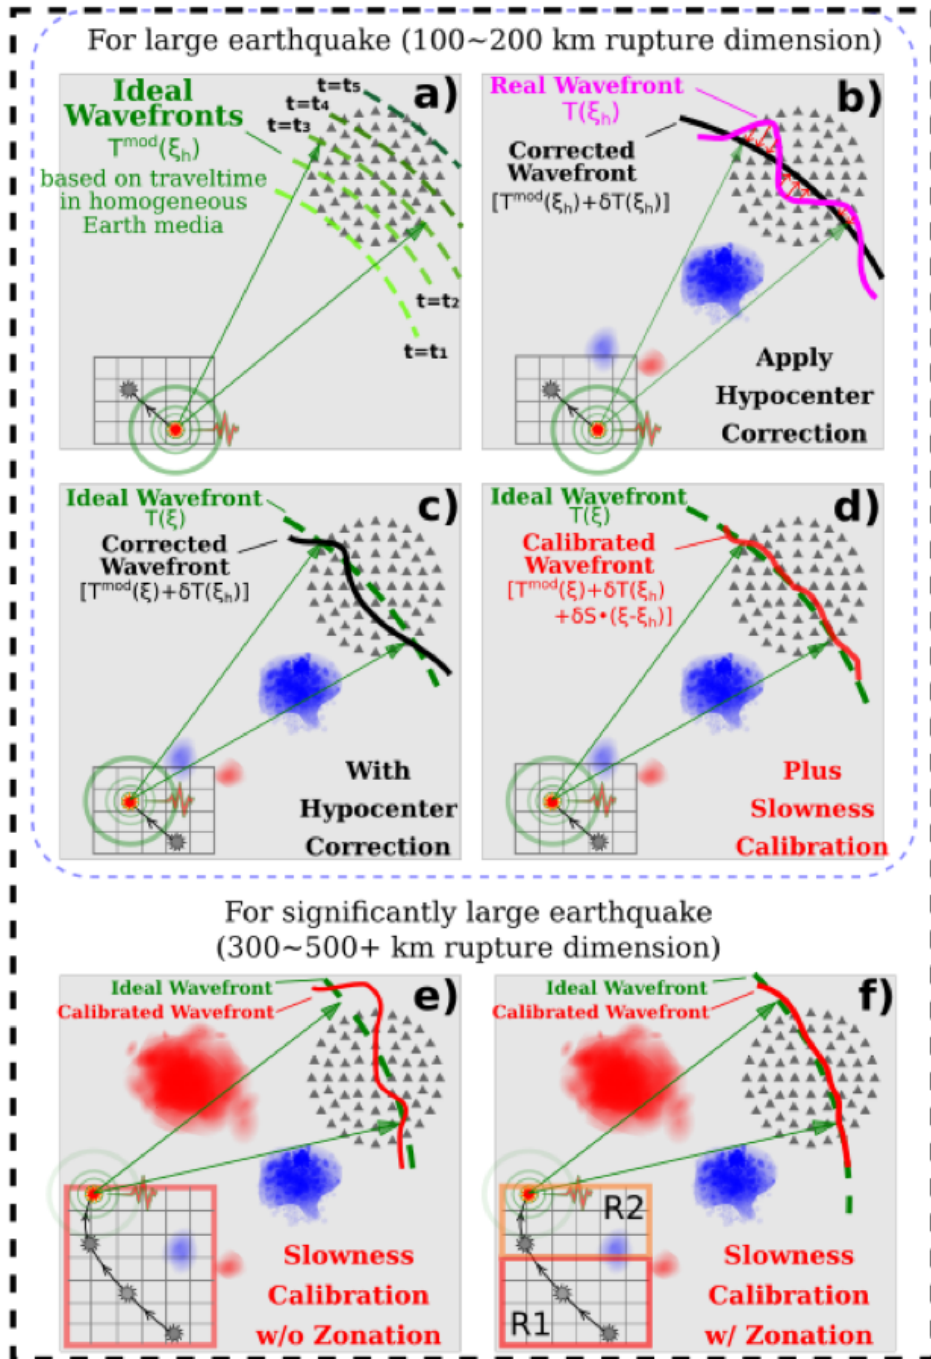 For large earthquake (100~200 km rupture dimension)
a)
Ideal
Wavefronts
Tᵐᵒᵈ(ξₕ)
based on traveltime
in homogeneous
Earth media
t=t₅
t=t₄
t=t₃
t=t₂
t=t₁
b)
Real Wavefront
T(ξₕ)
Corrected
Wavefront
[Tᵐᵒᵈ(ξₕ)+δT(ξₕ)]
Apply
Hypocenter
Correction
c)
Ideal Wavefront
T(ξ)
Corrected
Wavefront
[Tᵐᵒᵈ(ξ)+δT(ξₕ)]
With
Hypocenter
Correction
d)
Ideal Wavefront
T(ξ)
Calibrated
Wavefront
[Tᵐᵒᵈ(ξ)+δT(ξₕ)
+δS•(ξ-ξₕ)]
Plus
Slowness
Calibration
For significantly large earthquake
(300~500+ km rupture dimension)
e)
Ideal Wavefront
Calibrated Wavefront
Slowness
Calibration
w/o Zonation
f)
Ideal Wavefront
Calibrated Wavefront
R2
R1
Slowness
Calibration
w/ Zonation